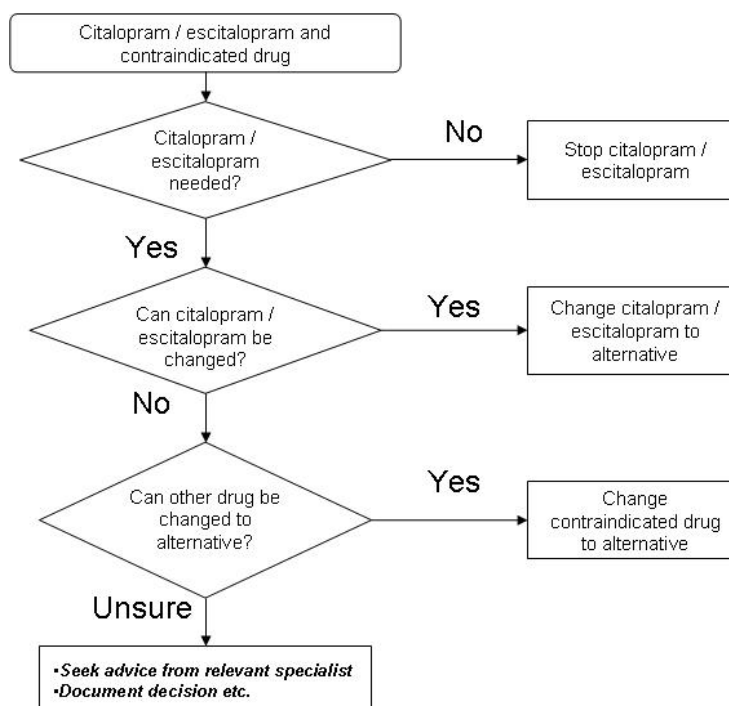 Citalopram / escitalopram and
contraindicated drug
Citalopram /
escitalopram
needed?
No
Stop citalopram /
escitalopram
Yes
Can citalopram /
escitalopram be
changed?
Yes
Change citalopram /
escitalopram to
alternative
No
Can other drug be
changed to
alternative?
Yes
Change
contraindicated drug
to alternative
Unsure
•Seek advice from relevant specialist
•Document decision etc.